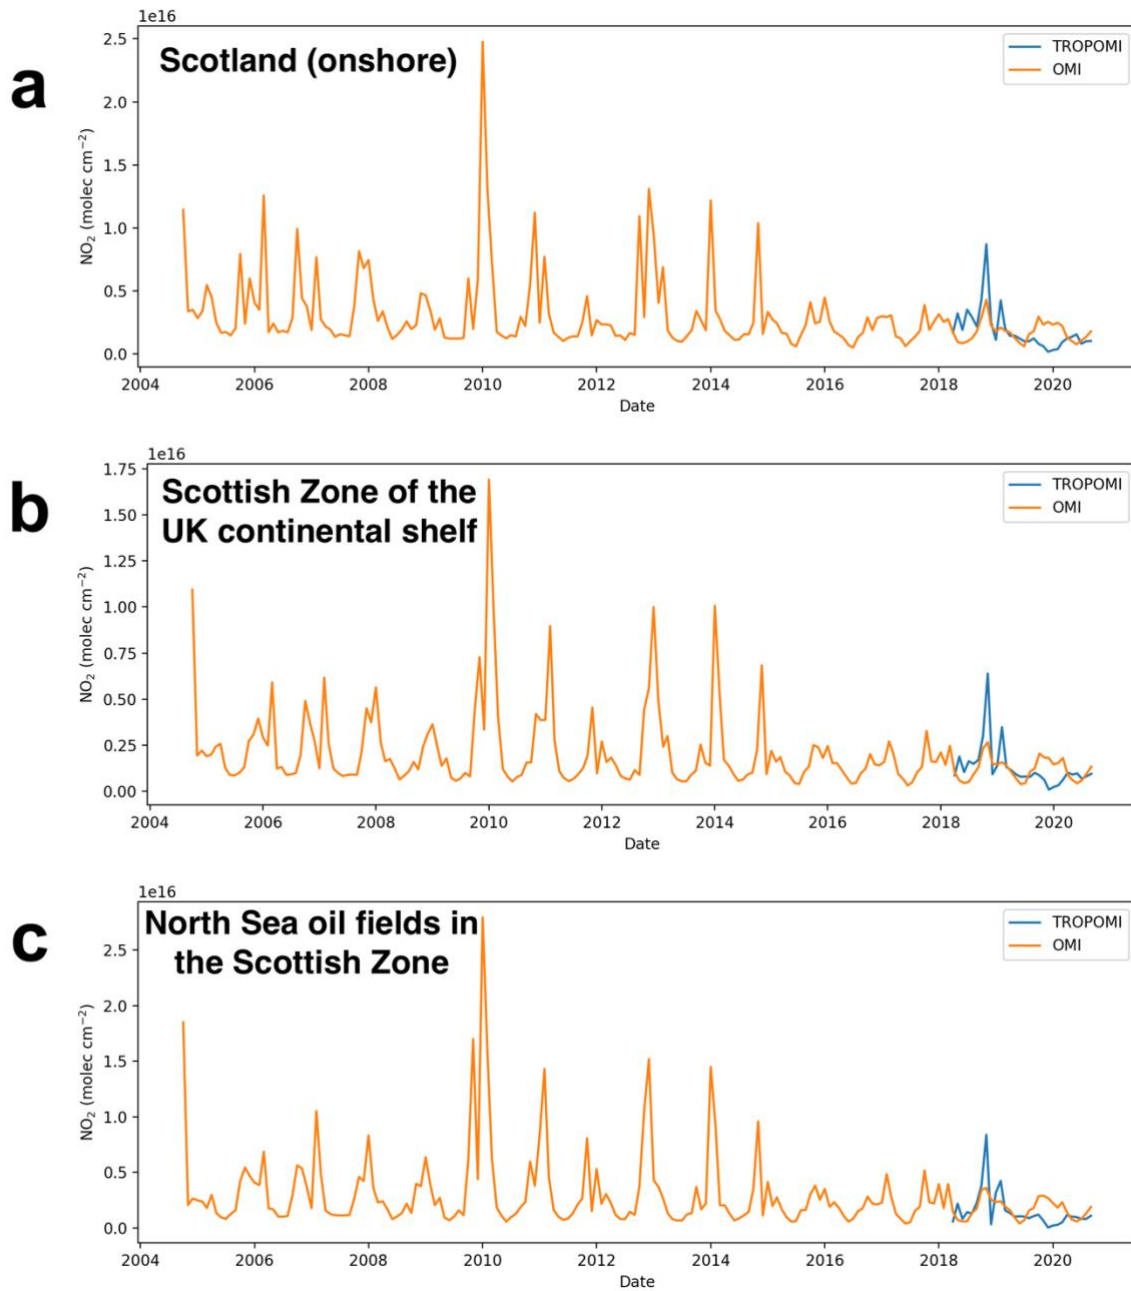 a
1e16
Scotland (onshore)
TROPOMI
OMI
2.5
2.0
1.5
1.0
0.5
0.0
NO₂ (molec cm⁻²)
2004 2006 2008 2010 2012 2014 2016 2018 2020
Date
b
1e16
Scottish Zone of the
UK continental shelf
TROPOMI
OMI
1.75
1.50
1.25
1.00
0.75
0.50
0.25
0.00
NO₂ (molec cm⁻²)
2004 2006 2008 2010 2012 2014 2016 2018 2020
Date
c
1e16
North Sea oil fields in
the Scottish Zone
TROPOMI
OMI
2.5
2.0
1.5
1.0
0.5
0.0
NO₂ (molec cm⁻²)
2004 2006 2008 2010 2012 2014 2016 2018 2020
Date